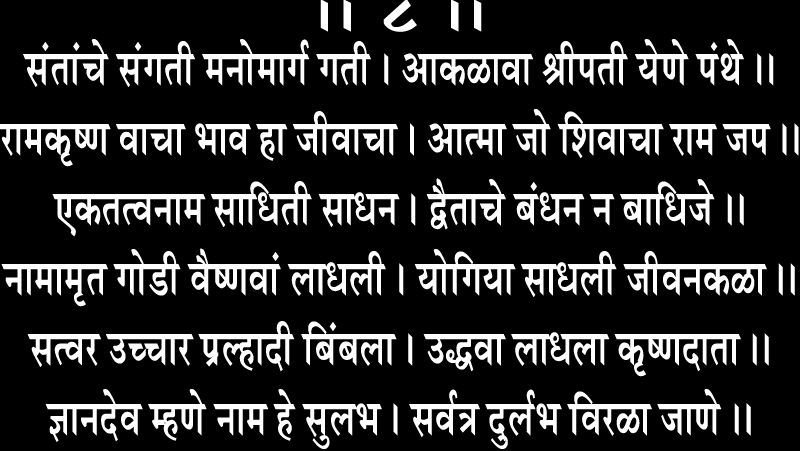 ।। ८ ।।
संतांचे संगती मनोमार्ग गती । आकळावा श्रीपती येणे पंथे ।।
रामकृष्ण वाचा भाव हा जीवाचा । आत्मा जो शिवाचा राम जप ।।
एकतत्वनाम साधिती साधन । द्वैताचे बंधन न बाधिजे ।।
नामामृत गोडी वैष्णवां लाधली । योगिया साधली जीवनकळा ।।
सत्वर उच्चार प्रल्हादी बिंबला । उद्धवा लाधला कृष्णदाता ।।
ज्ञानदेव म्हणे नाम हे सुलभ । सर्वत्र दुर्लभ विरळा जाणे ।।